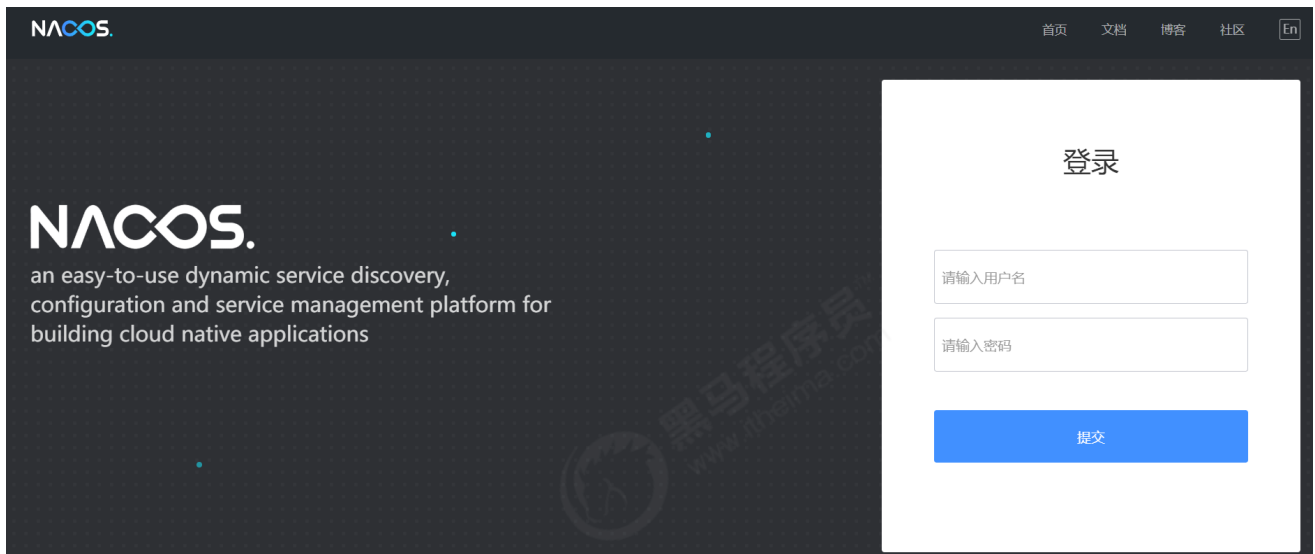 NACOS.
首页 文档 博客 社区 En
登录
NACOS.
an easy-to-use dynamic service discovery,
configuration and service management platform for
building cloud native applications
请输入用户名
请输入密码
提交
黑马程序员
www.itheima.com